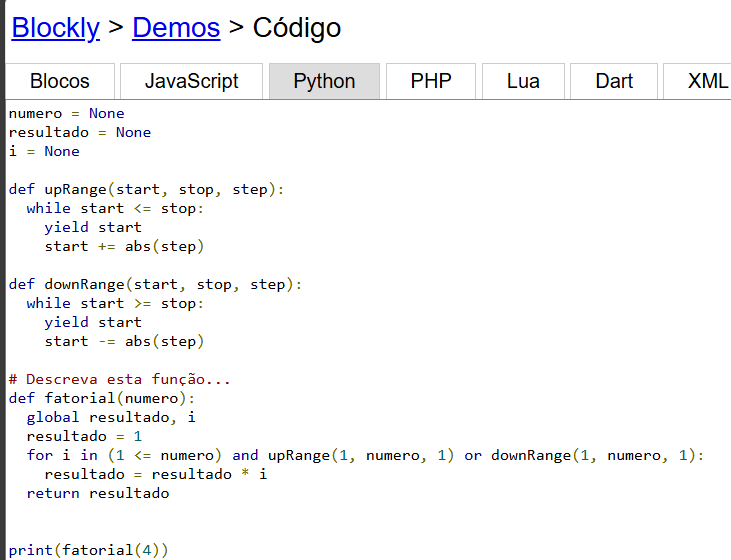 Blockly > Demos > Código
Blocos JavaScript Python PHP Lua Dart XML
numero = None
resultado = None
i = None

def upRange(start, stop, step):
  while start <= stop:
    yield start
    start += abs(step)

def downRange(start, stop, step):
  while start >= stop:
    yield start
    start -= abs(step)

# Descreva esta função...
def fatorial(numero):
  global resultado, i
  resultado = 1
  for i in (1 <= numero) and upRange(1, numero, 1) or downRange(1, numero, 1):
    resultado = resultado * i
  return resultado


print(fatorial(4))